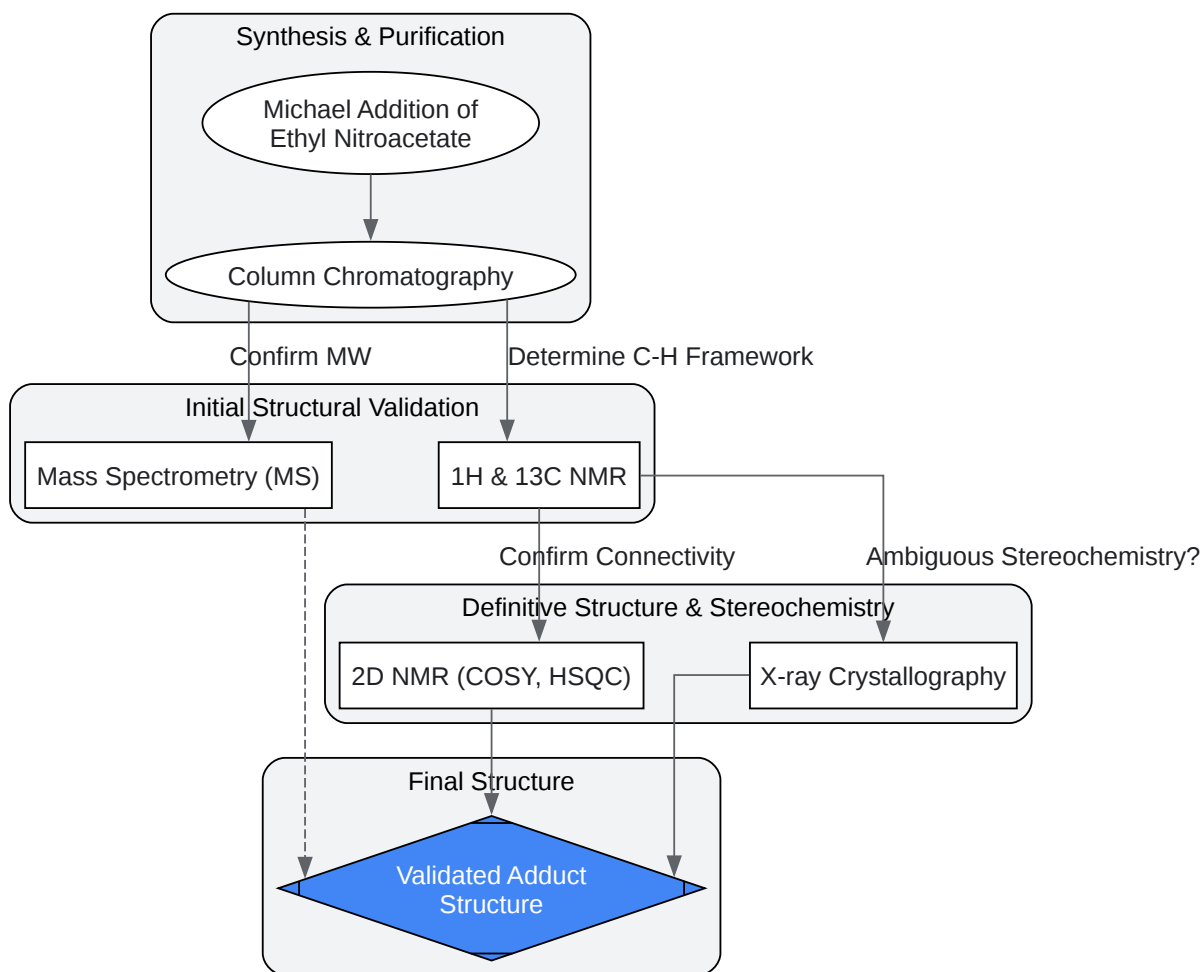 Synthesis & Purification
Michael Addition of
Ethyl Nitroacetate
Column Chromatography
Confirm MW
Determine C-H Framework
Initial Structural Validation
Mass Spectrometry (MS)
1H & 13C NMR
Confirm Connectivity
Ambiguous Stereochemistry?
Definitive Structure & Stereochemistry
2D NMR (COSY, HSQC)
X-ray Crystallography
Final Structure
Validated Adduct
Structure